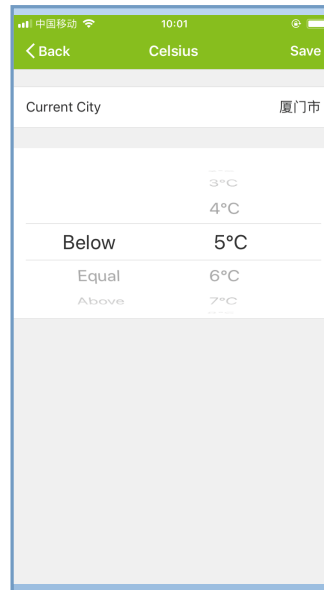 中国移动 10:01
Back Celsius Save
Current City 厦门市
3°C
4°C
Below 5°C
Equal 6°C
Above 7°C